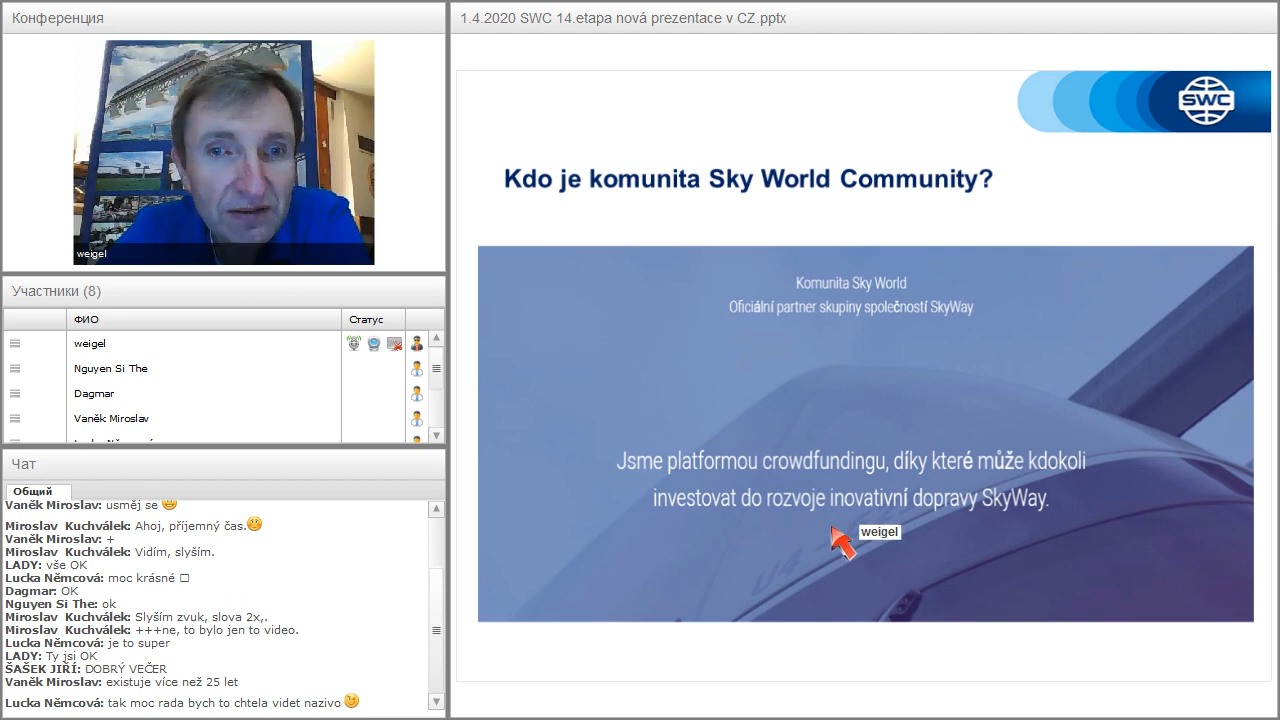 Конференция
weigel
Участники (8)
ФИО
Статус
weigel
Nguyen Si The
Dagmar
Vaněk Miroslav
Чат
Общий
Vaněk Miroslav: usměj se
Miroslav Kuchválek: Ahoj, příjemný čas.
Vaněk Miroslav: +
Miroslav Kuchválek: Vidím, slyším.
LADY: vše OK
Lucka Němcová: moc krásné
Dagmar: OK
Nguyen Si The: ok
Miroslav Kuchválek: Slyším zvuk, slova 2x,.
Miroslav Kuchválek: +++ne, to bylo jen to video.
Lucka Němcová: je to super
LADY: Ty jsi OK
ŠAŠEK JIŘÍ: DOBRÝ VEČER
Vaněk Miroslav: existuje více než 25 let
Lucka Němcová: tak moc rada bych to chtela videt nazivo
1.4.2020 SWC 14.etapa nová prezentace v CZ.pptx
SWC
Kdo je komunita Sky World Community?
Komunita Sky World
Oficiální partner skupiny společností SkyWay
Jsme platformou crowdfundingu, díky které může kdokoli
investovat do rozvoje inovativní dopravy SkyWay.
weigel
U4